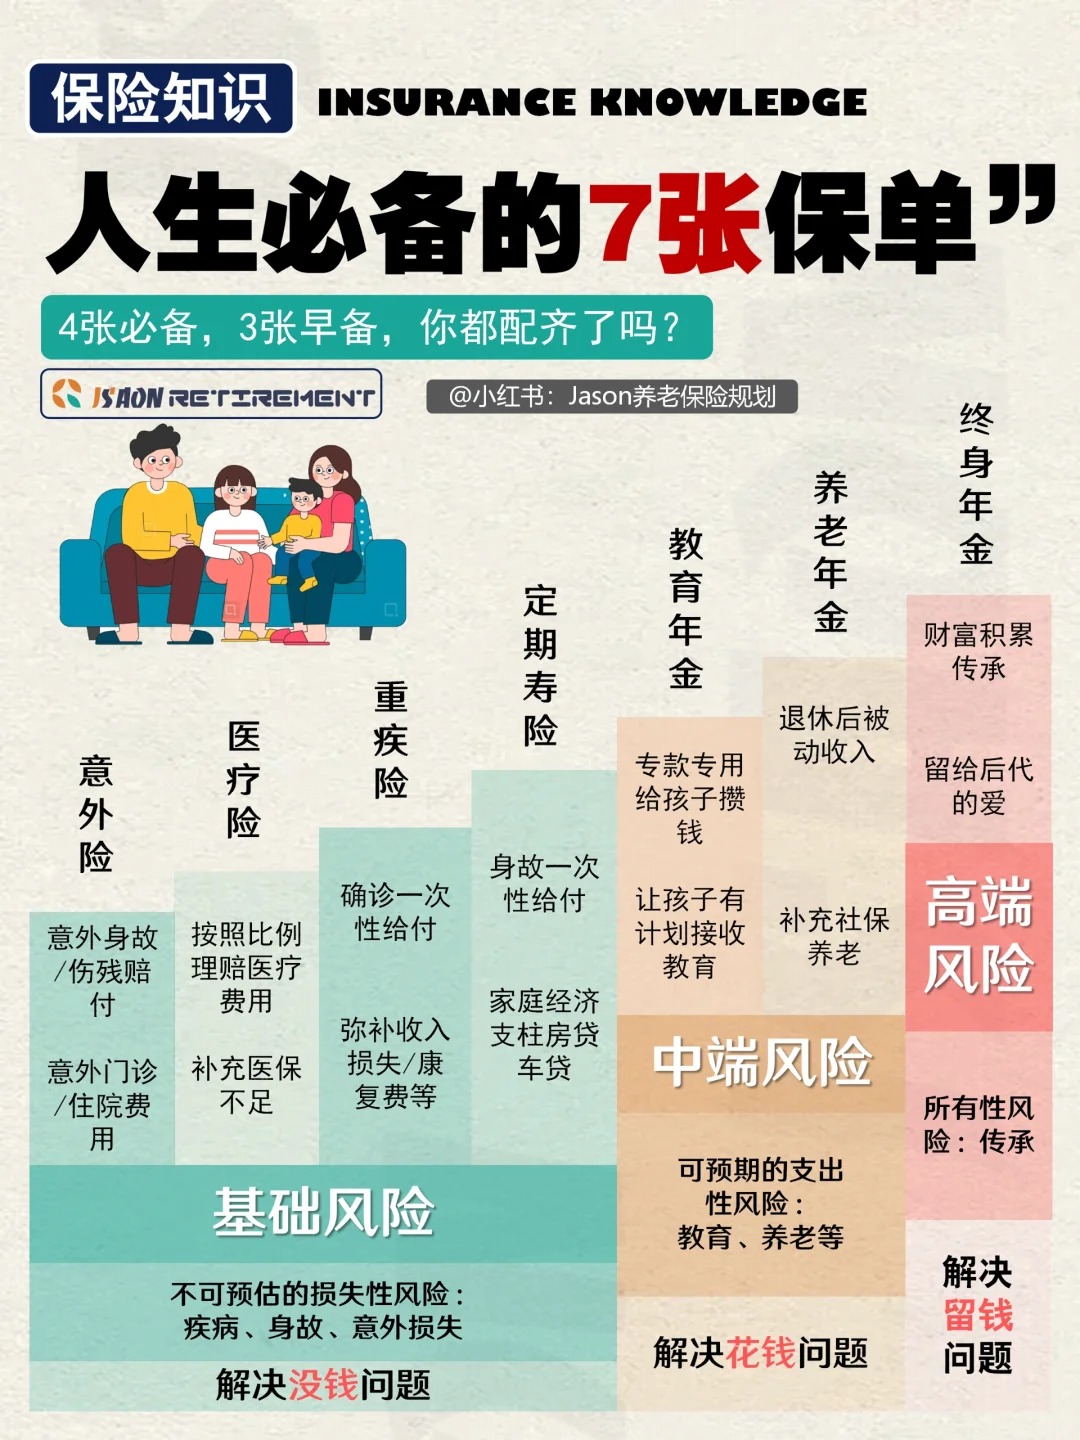 保险知识 INSURANCE KNOWLEDGE
人生必备的7张保单”
4张必备，3张早备，你都配齐了吗？
JSAON RETIREMENT
@小红书：Jason养老保险规划
意外险
意外身故
/伤残赔
付
意外门诊
/住院费
用
医疗险
按照比例
理赔医疗
费用
补充医保
不足
重疾险
确诊一次
性给付
弥补收入
损失/康
复费等
定期寿险
身故一次
性给付
家庭经济
支柱房贷
车贷
基础风险
不可预估的损失性风险：
疾病、身故、意外损失
解决没钱问题
教育年金
专款专用
给孩子攒
钱
让孩子有
计划接收
教育
养老年金
退休后被
动收入
补充社保
养老
中端风险
可预期的支出
性风险：
教育、养老等
解决花钱问题
终身年金
财富积累
传承
留给后代
的爱
高端
风险
所有性风
险：传承
解决
留钱
问题